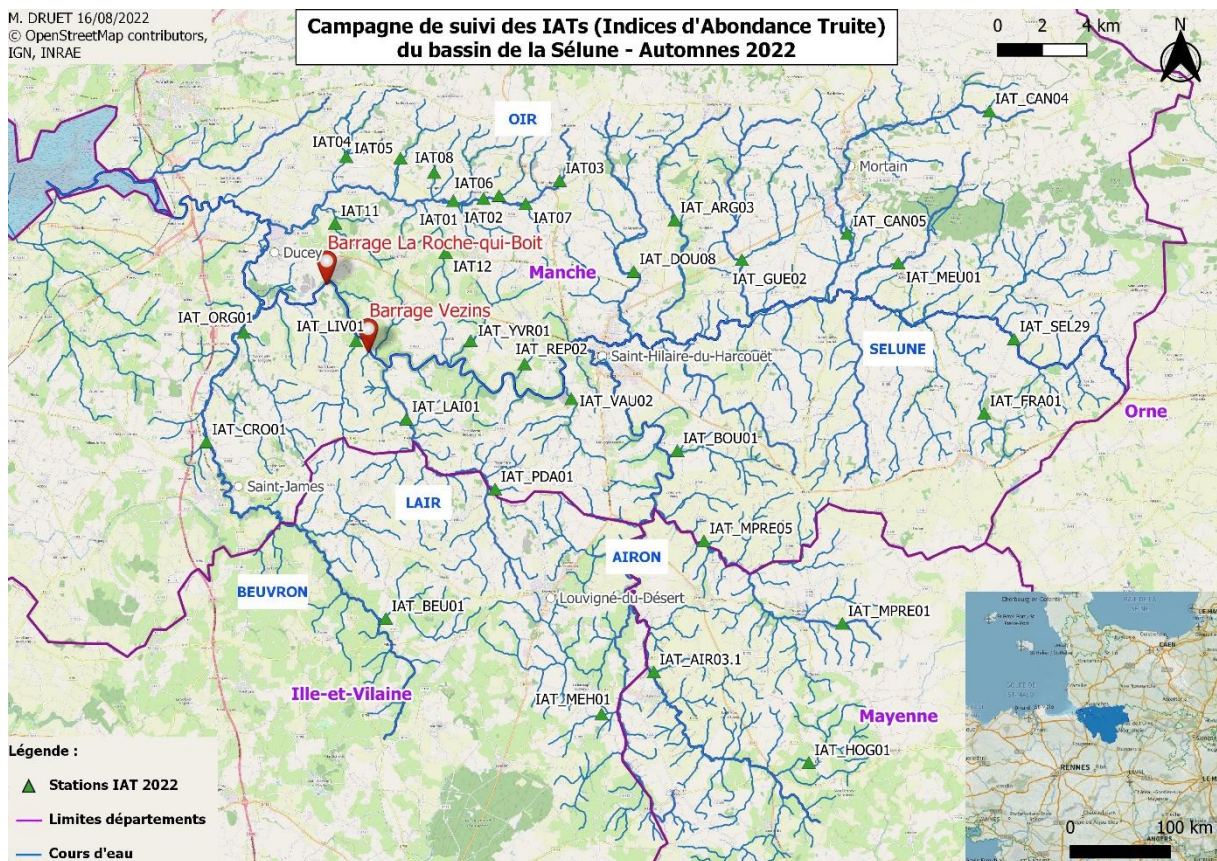 M. DRUET 16/08/2022
© OpenStreetMap contributors,
IGN, INRAE
Campagne de suivi des IATs (Indices d'Abondance Truite)
du bassin de la Sélune - Automnes 2022
0 2 4 km
N
IAT_CAN04
OIR
IAT04
IAT05
IAT08
IAT06
IAT03
Mortain
IAT01
IAT02
IAT07
IAT11
IAT_ARG03
IAT_CAN05
Ducey
Barrage La Roche-qui-Boit
IAT12
Manche
IAT_DOU08
IAT_GUE02
IAT_MEU01
Barrage Vezins
IAT_ORG01
IAT_LIV01
IAT_YVR01
IAT_REP02
Saint-Hilaire-du-Harcouët
SELUNE
IAT_SEL29
IAT_VAU02
IAT_LAI01
IAT_FRA01
Orne
IAT_CRO01
IAT_BOU01
Saint-James
IAT_PDA01
LAIR
IAT_MPRE05
AIRON
BEUVRON
Louvigné-du-Désert
IAT_BEU01
IAT_MPRE01
IAT_AIR03.1
Ille-et-Vilaine
IAT_MEH01
Mayenne
IAT_HOG01
Légende :
Stations IAT 2022
Limites départements
Cours d'eau
CAEN
RENNES
ANGERS
0 100 km